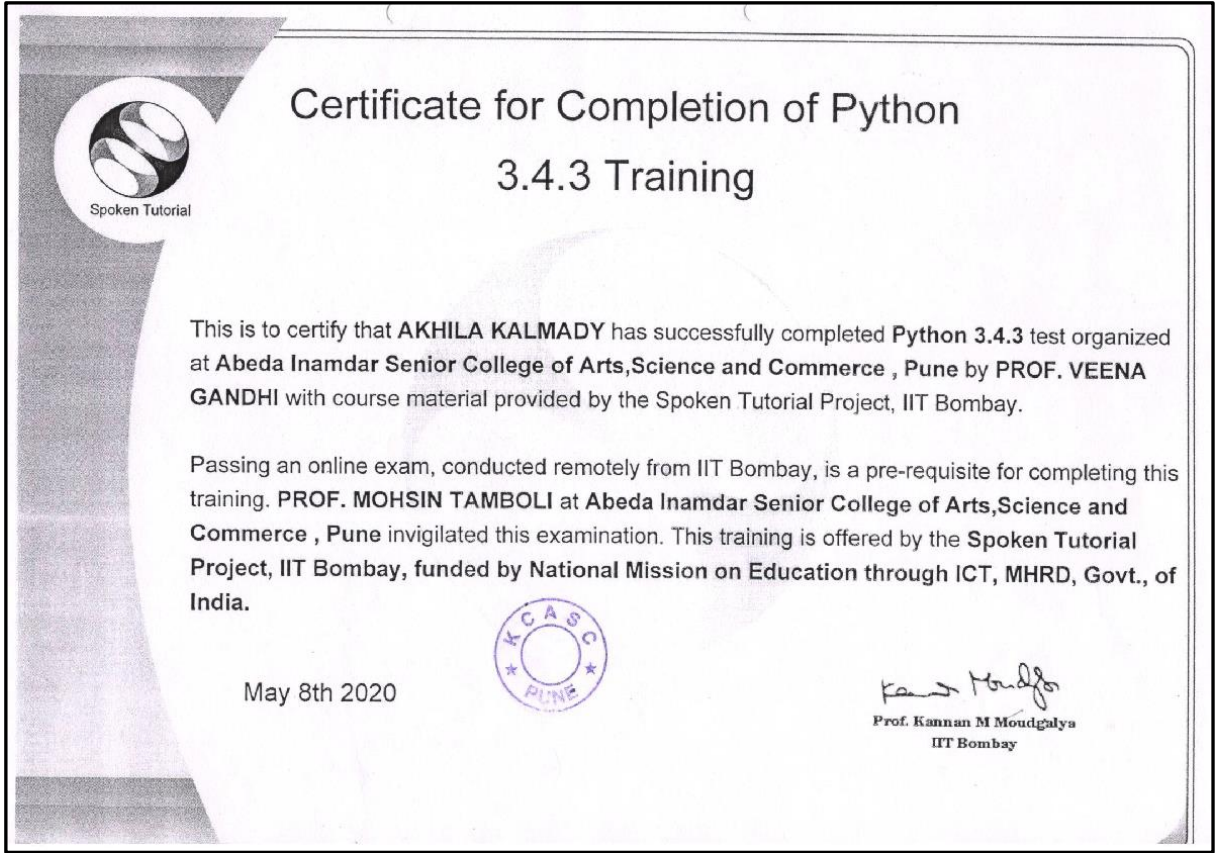 Certificate for Completion of Python
3.4.3 Training
Spoken Tutorial
This is to certify that AKHILA KALMADY has successfully completed Python 3.4.3 test organized
at Abeda Inamdar Senior College of Arts,Science and Commerce , Pune by PROF. VEENA
GANDHI with course material provided by the Spoken Tutorial Project, IIT Bombay.
Passing an online exam, conducted remotely from IIT Bombay, is a pre-requisite for completing this
training. PROF. MOHSIN TAMBOLI at Abeda Inamdar Senior College of Arts,Science and
Commerce , Pune invigilated this examination. This training is offered by the Spoken Tutorial
Project, IIT Bombay, funded by National Mission on Education through ICT, MHRD, Govt., of
India.
KCASC
PUNE
May 8th 2020
Prof. Kannan M Moudgalya
IIT Bombay